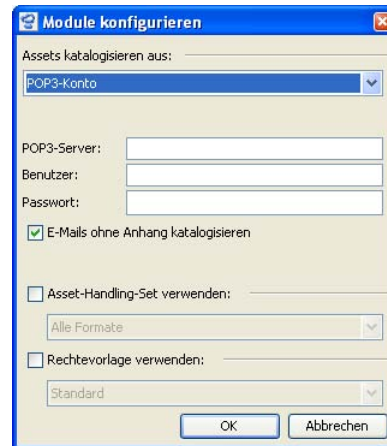 Module konfigurieren
Assets katalogisieren aus:
POP3-Konto
POP3-Server:
Benutzer:
Passwort:
E-Mails ohne Anhang katalogisieren
Asset-Handling-Set verwenden:
Alle Formate
Rechtevorlage verwenden:
Standard
OK Abbrechen